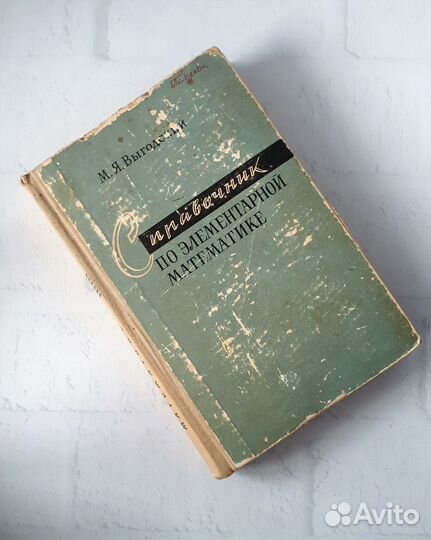 М. Я. Выгодский
Справочник
ПО ЭЛЕМЕНТАРНОЙ
МАТЕМАТИКЕ
Avito